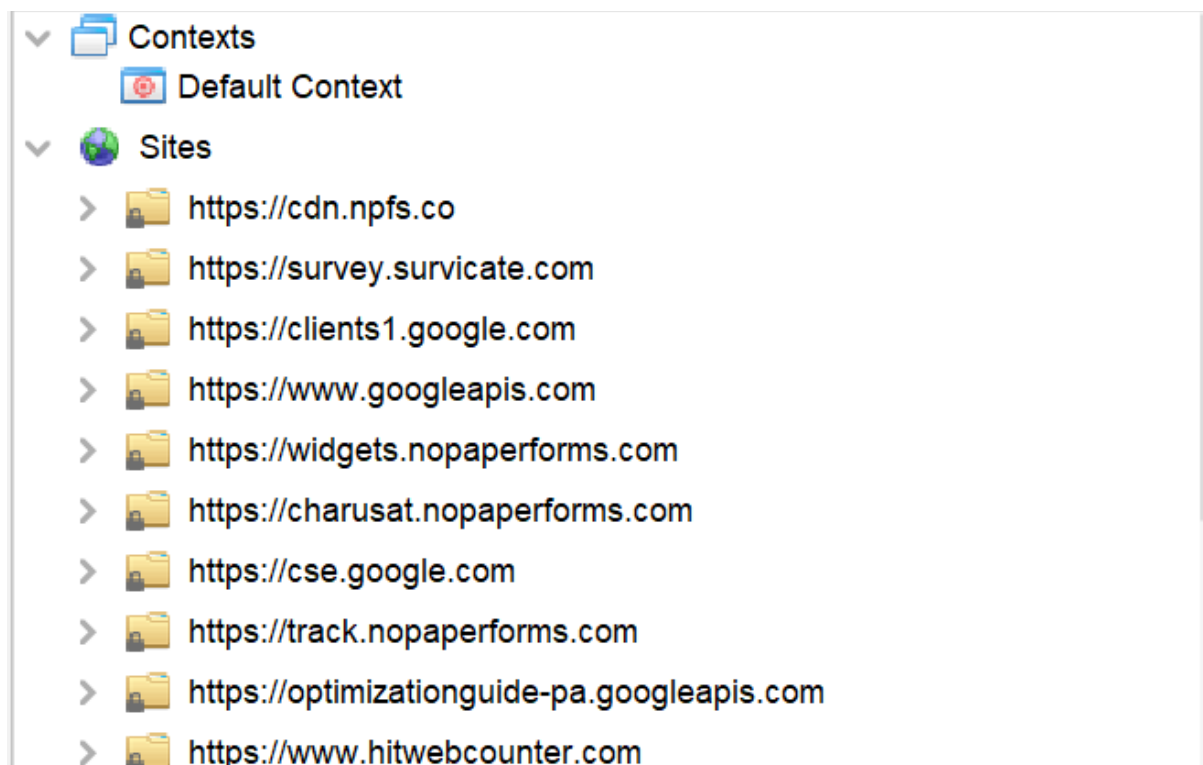 Contexts
Default Context
Sites
https://cdn.npfs.co
https://survey.survicate.com
https://clients1.google.com
https://www.googleapis.com
https://widgets.nopaperforms.com
https://charusat.nopaperforms.com
https://cse.google.com
https://track.nopaperforms.com
https://optimizationguide-pa.googleapis.com
https://www.hitwebcounter.com